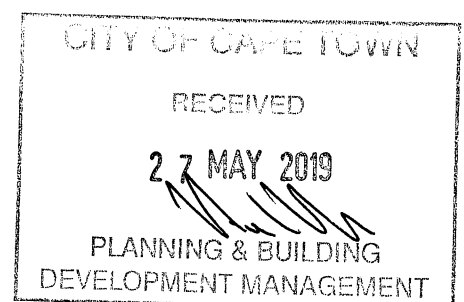 CITY OF CAPE TOWN
RECEIVED
27 MAY 2019
PLANNING & BUILDING
DEVELOPMENT MANAGEMENT